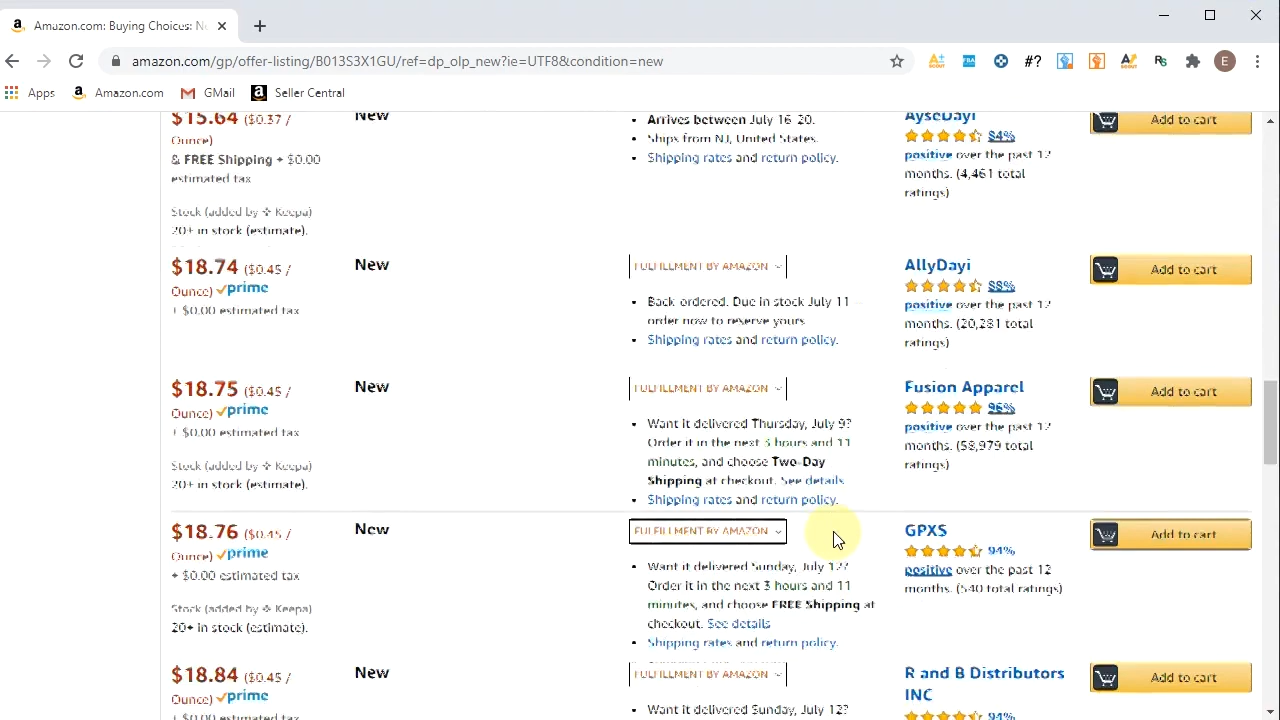 Amazon.com: Buying Choices: Ne
amazon.com/gp/offer-listing/B013S3X1GU/ref=dp_olp_new?ie=UTF8&condition=new
Apps Amazon.com GMail Seller Central
$15.64 ($0.37 /
Ounce)
& FREE Shipping + $0.00
estimated tax
Stock (added by Keepa)
20+ in stock (estimate).
New
Arrives between July 16-20.
Ships from NJ, United States.
Shipping rates and return policy.
AyseDayi
84%
positive over the past 12
months. (4,461 total
ratings)
Add to cart
$18.74 ($0.45 /
Ounce) prime
+ $0.00 estimated tax
New
FULFILLMENT BY AMAZON
Back-ordered. Due in stock July 11 –
order now to reserve yours
Shipping rates and return policy.
AllyDayi
88%
positive over the past 12
months. (20,281 total
ratings)
Add to cart
$18.75 ($0.45 /
Ounce) prime
+ $0.00 estimated tax
Stock (added by Keepa)
20+ in stock (estimate).
New
FULFILLMENT BY AMAZON
Want it delivered Thursday, July 9?
Order it in the next 3 hours and 11
minutes, and choose Two-Day
Shipping at checkout. See details
Shipping rates and return policy.
Fusion Apparel
96%
positive over the past 12
months. (58,979 total
ratings)
Add to cart
$18.76 ($0.45 /
Ounce) prime
+ $0.00 estimated tax
Stock (added by Keepa)
20+ in stock (estimate).
New
FULFILLMENT BY AMAZON
Want it delivered Sunday, July 12?
Order it in the next 3 hours and 11
minutes, and choose FREE Shipping at
checkout. See details
Shipping rates and return policy.
GPXS
94%
positive over the past 12
months. (540 total ratings)
Add to cart
$18.84 ($0.45 /
Ounce) prime
+ $0.00 estimated tax
New
FULFILLMENT BY AMAZON
Want it delivered Sunday, July 12?
R and B Distributors
INC
94%
Add to cart